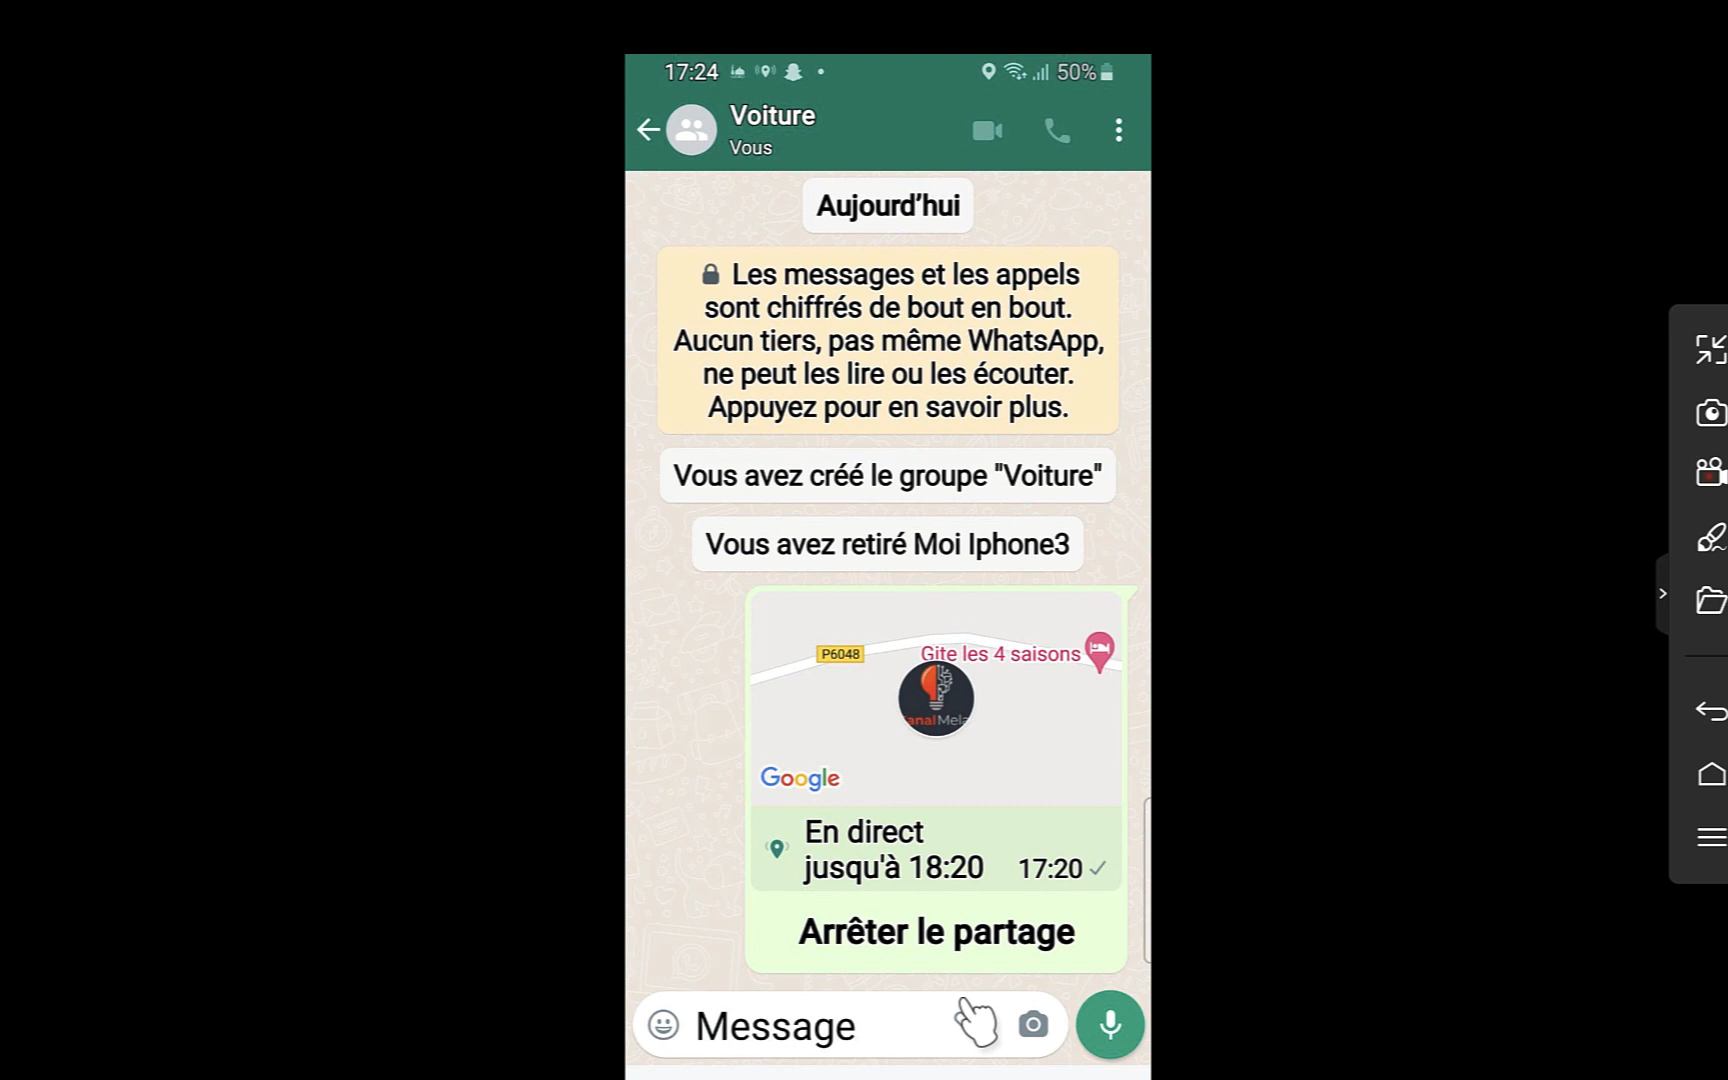 17:24
50%
Voiture
Vous
Aujourd’hui
Les messages et les appels
sont chiffrés de bout en bout.
Aucun tiers, pas même WhatsApp,
ne peut les lire ou les écouter.
Appuyez pour en savoir plus.
Vous avez créé le groupe "Voiture"
Vous avez retiré Moi Iphone3
P6048
Gite les 4 saisons
Google
En direct
jusqu'à 18:20
17:20
Arrêter le partage
Message